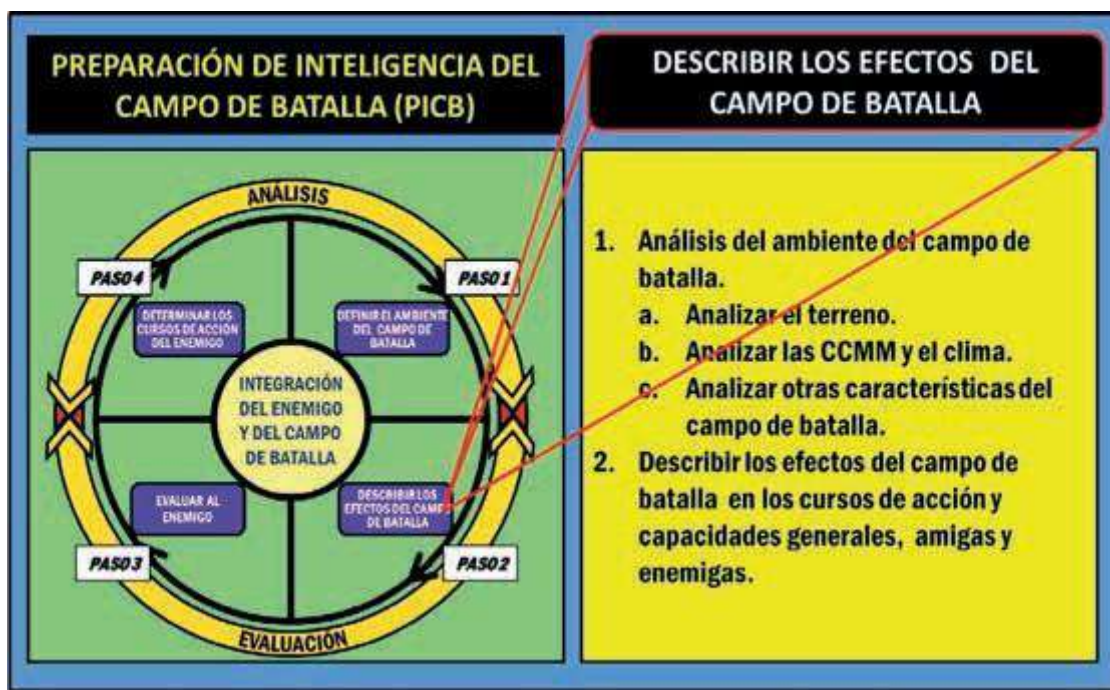 PREPARACIÓN DE INTELIGENCIA DEL
CAMPO DE BATALLA (PICB)
DESCRIBIR LOS EFECTOS DEL
CAMPO DE BATALLA
ANÁLISIS
PASO 4
PASO 1
DETERMINAR LOS
CURSOS DE ACCIÓN
DEL ENEMIGO
DEFINIR EL AMBIENTE
DEL CAMPO DE
BATALLA
INTEGRACIÓN
DEL ENEMIGO
Y DEL CAMPO
DE BATALLA
EVALUAR AL
ENEMIGO
DESCRIBIR LOS
EFECTOS DEL CAMPO
DE BATALLA
PASO 3
PASO 2
EVALUACIÓN
1. Análisis del ambiente del campo de
batalla.
a. Analizar el terreno.
b. Analizar las CCMM y el clima.
c. Analizar otras características del
campo de batalla.
2. Describir los efectos del campo de
batalla en los cursos de acción y
capacidades generales, amigas y
enemigas.